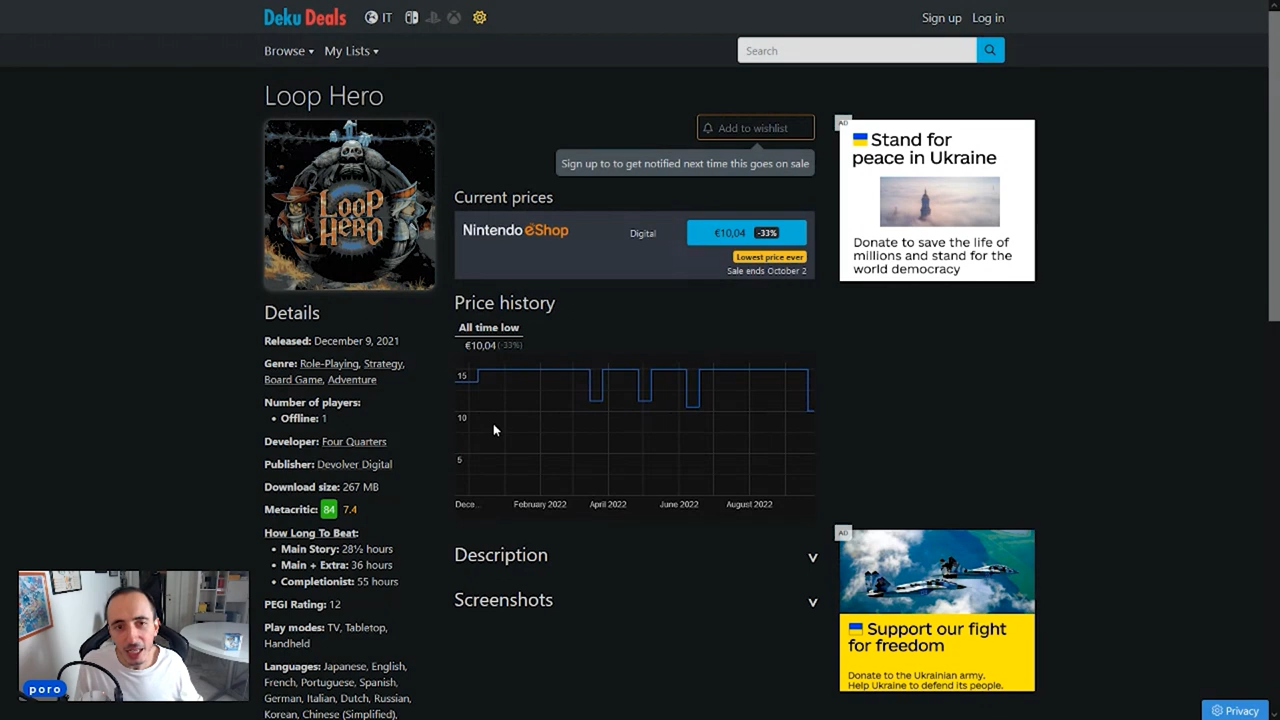 Deku Deals
IT
Sign up
Log in
Browse
My Lists
Search
Loop Hero
LOOP
HERO
Add to wishlist
Sign up to to get notified next time this goes on sale
Current prices
Nintendo eShop
Digital
€10,04
-33%
Lowest price ever
Sale ends October 2
Price history
All time low
€10,04 (-33%)
15
10
5
Dece...
February 2022
April 2022
June 2022
August 2022
Description
Screenshots
Details
Released: December 9, 2021
Genre: Role-Playing, Strategy,
Board Game, Adventure
Number of players:
• Offline: 1
Developer: Four Quarters
Publisher: Devolver Digital
Download size: 267 MB
Metacritic: 84 7.4
How Long To Beat:
• Main Story: 28½ hours
• Main + Extra: 36 hours
• Completionist: 55 hours
PEGI Rating: 12
Play modes: TV, Tabletop,
Handheld
Languages: Japanese, English,
French, Portuguese, Spanish,
German, Italian, Dutch, Russian,
Korean, Chinese (Simplified),
AD
Stand for
peace in Ukraine
Donate to save the life of
millions and stand for the
world democracy
AD
Support our fight
for freedom
Donate to the Ukrainian army.
Help Ukraine to defend its people.
poro
Privacy